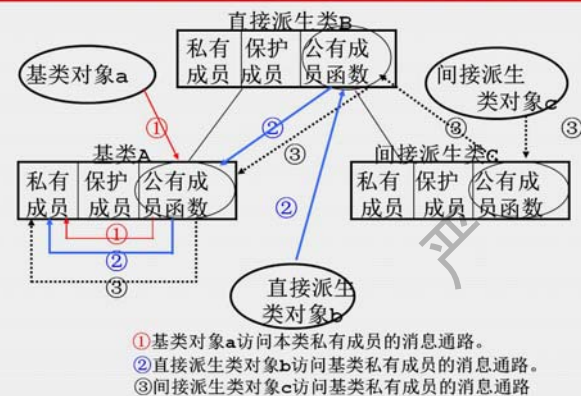 直接派生类B
私有 保护 公有成
成员 成员 员函数
基类对象a
间接派生
类对象c
①
②
③
③
③
基类A
间接派生类C
私有 保护 公有成
成员 成员 员函数
私有 保护 公有成
成员 成员 员函数
②
①
②
③
严
直接派生
类对象b
①基类对象a访问本类私有成员的消息通路。
②直接派生类对象b访问基类私有成员的消息通路。
③间接派生类对象c访问基类私有成员的消息通路